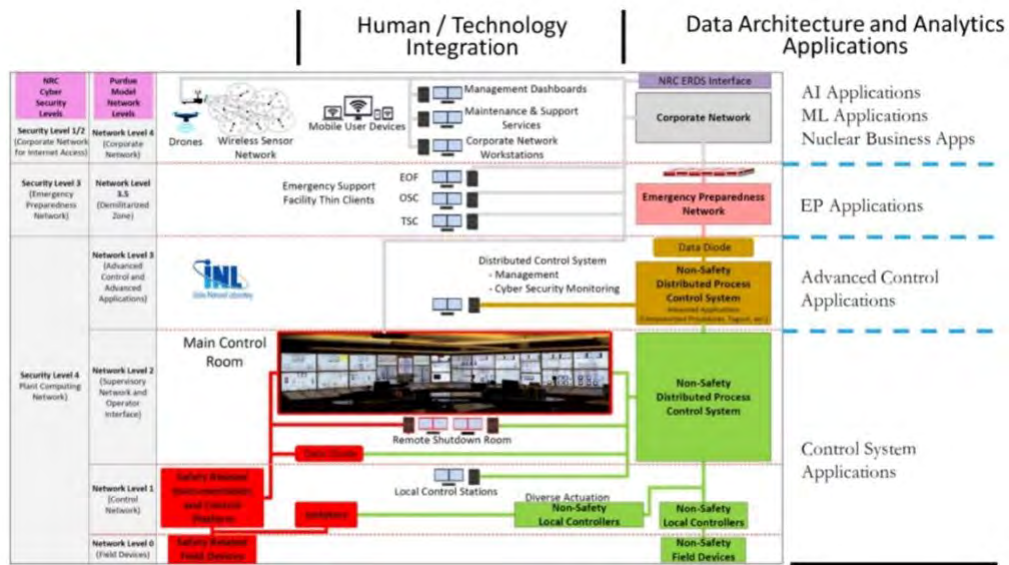 Human / Technology
Integration
Data Architecture and Analytics
Applications
NRC
Cyber
Security
Levels
Purdue
Model
Network
Levels
Security Level 1/2
(Corporate Network
for Internet Access)
Network Level 4
(Corporate
Network)
Drones
Wireless Sensor
Network
Mobile User Devices
Management Dashboards
Maintenance & Support
Services
Corporate Network
Workstations
NRC ERDS Interface
Corporate Network
AI Applications
ML Applications
Nuclear Business Apps
Security Level 3
(Emergency
Preparedness
Network)
Network Level
3.5
(Demilitarized
Zone)
Emergency Support
Facility Thin Clients
EOF
OSC
TSC
Emergency Preparedness
Network
EP Applications
Network Level 3
(Advanced
Control and
Advanced
Applications)
INL
Distributed Control System
- Management
- Cyber Security Monitoring
Data Diode
Non-Safety
Distributed Process
Control System
Advanced Applications
Advanced Control
Applications
Security Level 4
Plant Computing
Network)
Network Level 2
(Supervisory
Network and
Operator
Interface)
Main Control
Room
Remote Shutdown Room
Data Diode
Non-Safety
Distributed Process
Control System
Control System
Applications
Network Level 1
(Control
Network)
Safety Related
Instrumentation
and Control
Platform
Local Control Stations
Diverse Actuation
Non-Safety
Local Controllers
Non-Safety
Local Controllers
Network Level 0
(Field Devices)
Safety Related
Field Devices
Non-Safety
Field Devices